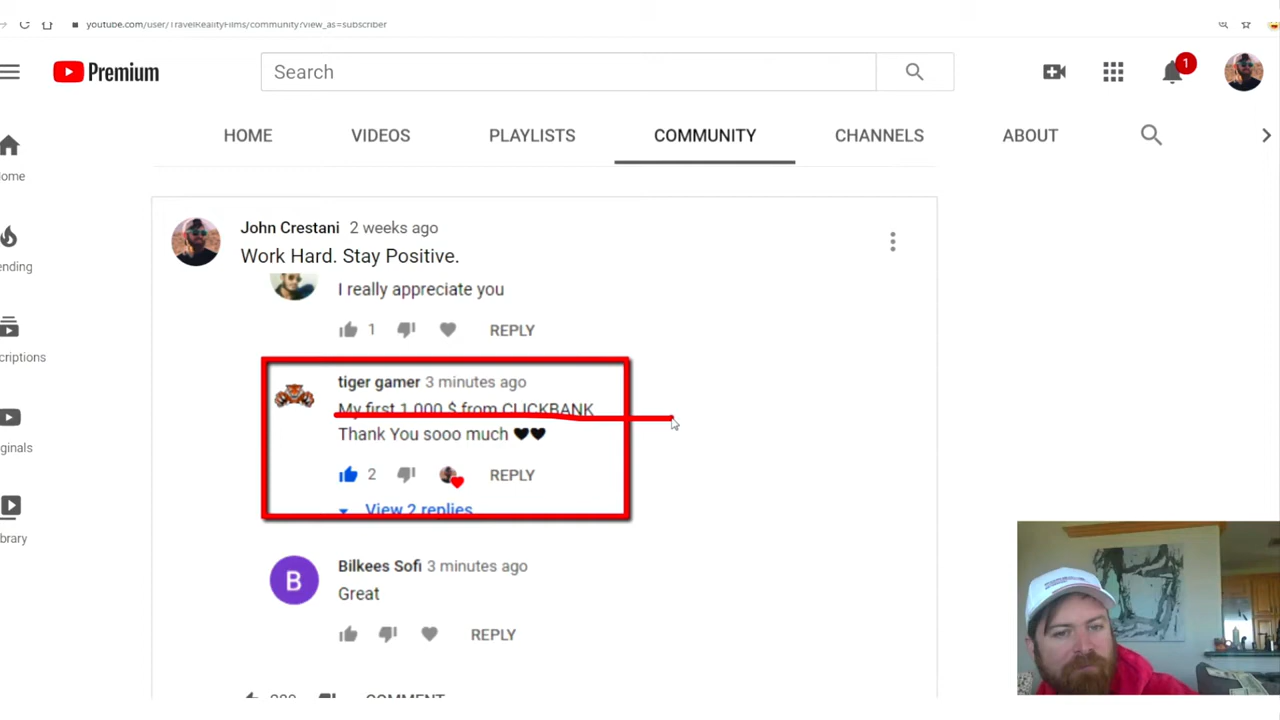 youtube.com/user/TravelRealityFilms/community?view_as=subscriber
Premium
Search
1
HOME VIDEOS PLAYLISTS COMMUNITY CHANNELS ABOUT
ome
ending
criptions
ginals
brary
John Crestani 2 weeks ago
Work Hard. Stay Positive.
I really appreciate you
1 REPLY
tiger gamer 3 minutes ago
My first 1,000 $ from CLICKBANK
Thank You sooo much 🖤🖤
2 REPLY
View 2 replies
B
Bilkees Sofi 3 minutes ago
Great
REPLY
COMMENT